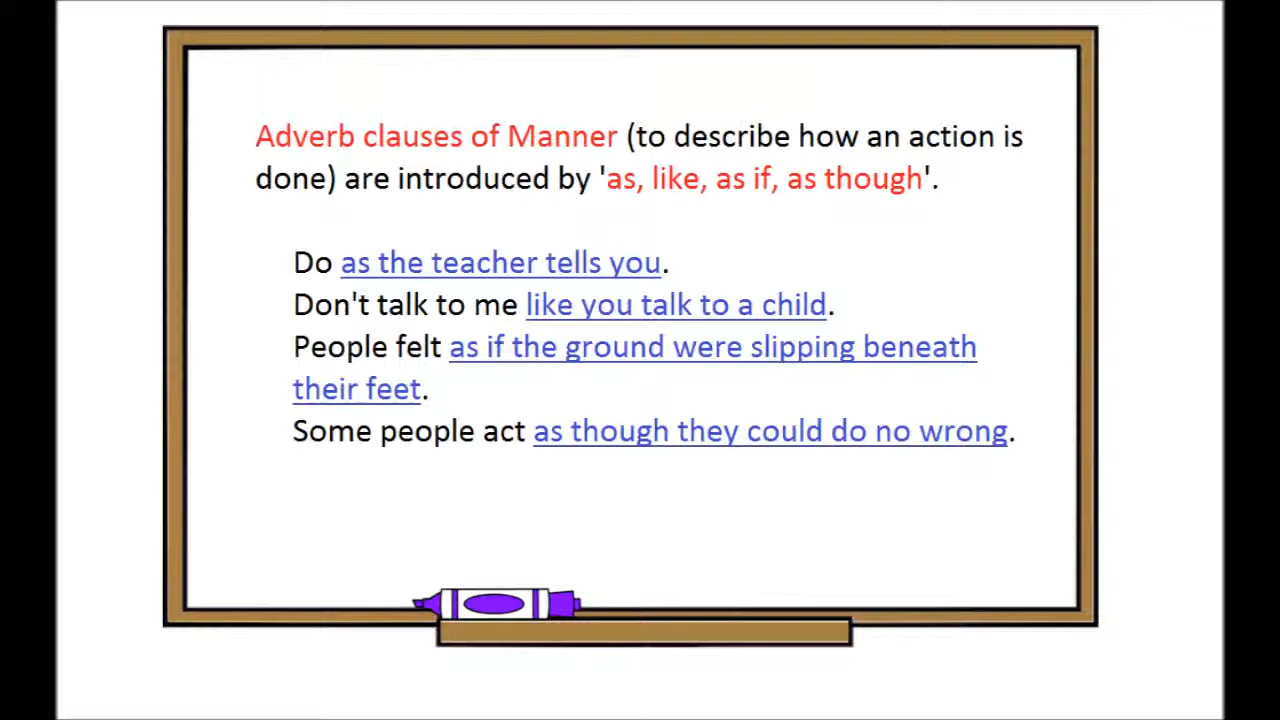 Adverb clauses of Manner (to describe how an action is
done) are introduced by 'as, like, as if, as though'.
Do as the teacher tells you.
Don't talk to me like you talk to a child.
People felt as if the ground were slipping beneath
their feet.
Some people act as though they could do no wrong.